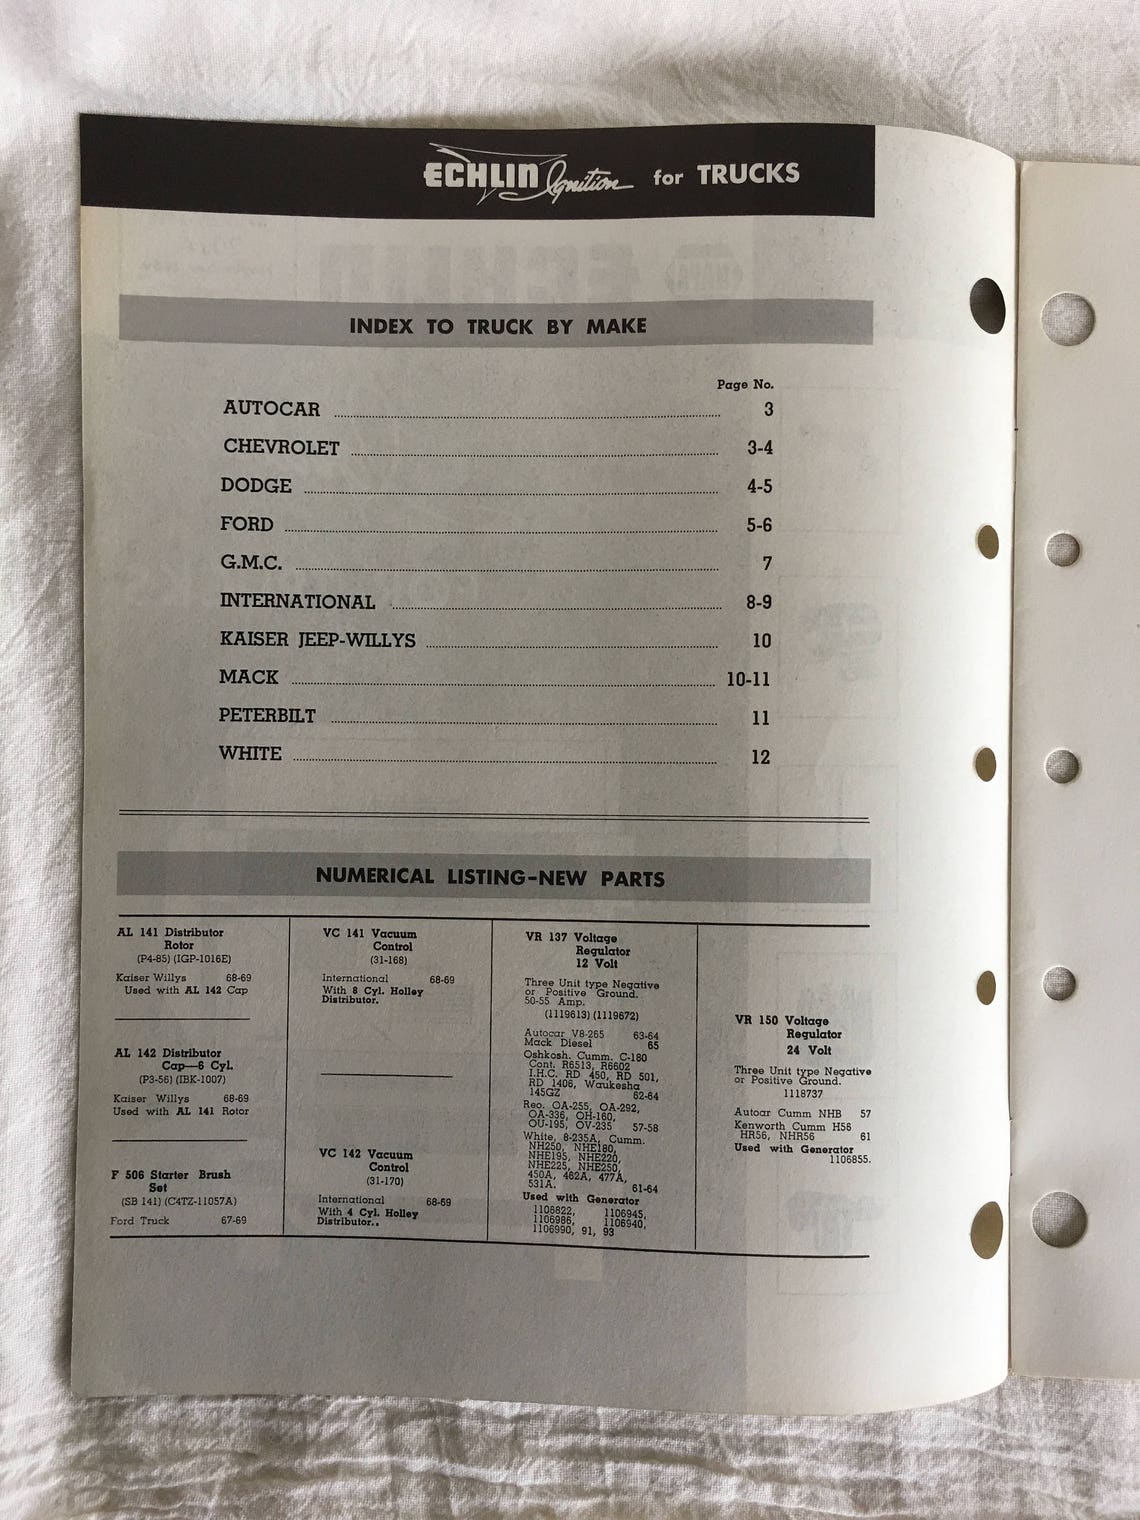 ECHLIN Ignition for TRUCKS
INDEX TO TRUCK BY MAKE
Page No.
AUTOCAR 3
CHEVROLET 3-4
DODGE 4-5
FORD 5-6
G.M.C. 7
INTERNATIONAL 8-9
KAISER JEEP-WILLYS 10
MACK 10-11
PETERBILT 11
WHITE 12
NUMERICAL LISTING-NEW PARTS
AL 141 Distributor
Rotor
(P4-85) (IGP-1016E)
Kaiser Willys 68-69
Used with AL 142 Cap
AL 142 Distributor
Cap—6 Cyl.
(P3-56) (IBK-1007)
Kaiser Willys 68-69
Used with AL 141 Rotor
F 506 Starter Brush
Set
(SB 141) (C4TZ-11057A)
Ford Truck 67-69
VC 141 Vacuum
Control
(31-168)
International 68-69
With 8 Cyl. Holley
Distributor.
VC 142 Vacuum
Control
(31-170)
International 68-69
With 4 Cyl. Holley
Distributor..
VR 137 Voltage
Regulator
12 Volt
Three Unit type Negative
or Positive Ground.
50-55 Amp.
(1119613) (1119672)
Autocar V8-265 63-64
Mack Diesel 65
Oshkosh. Cumm. C-180
Cont. R6513, R6602
I.H.C. RD 450, RD 501,
RD 1406, Waukesha
145GZ 62-64
Reo. OA-255, OA-292,
OA-336, OH-160,
OU-195, OV-235 57-58
White, 8-235A, Cumm.
NH250, NHE180,
NHE195, NHE220,
NHE225, NHE250,
450A, 462A, 477A,
531A. 61-64
Used with Generator
1106822, 1106945,
1106986, 1106940,
1106990, 91, 93
VR 150 Voltage
Regulator
24 Volt
Three Unit type Negative
or Positive Ground.
1118737
Autoar Cumm NHB 57
Kenworth Cumm H56
HR56, NHR56 61
Used with Generator
1106855.